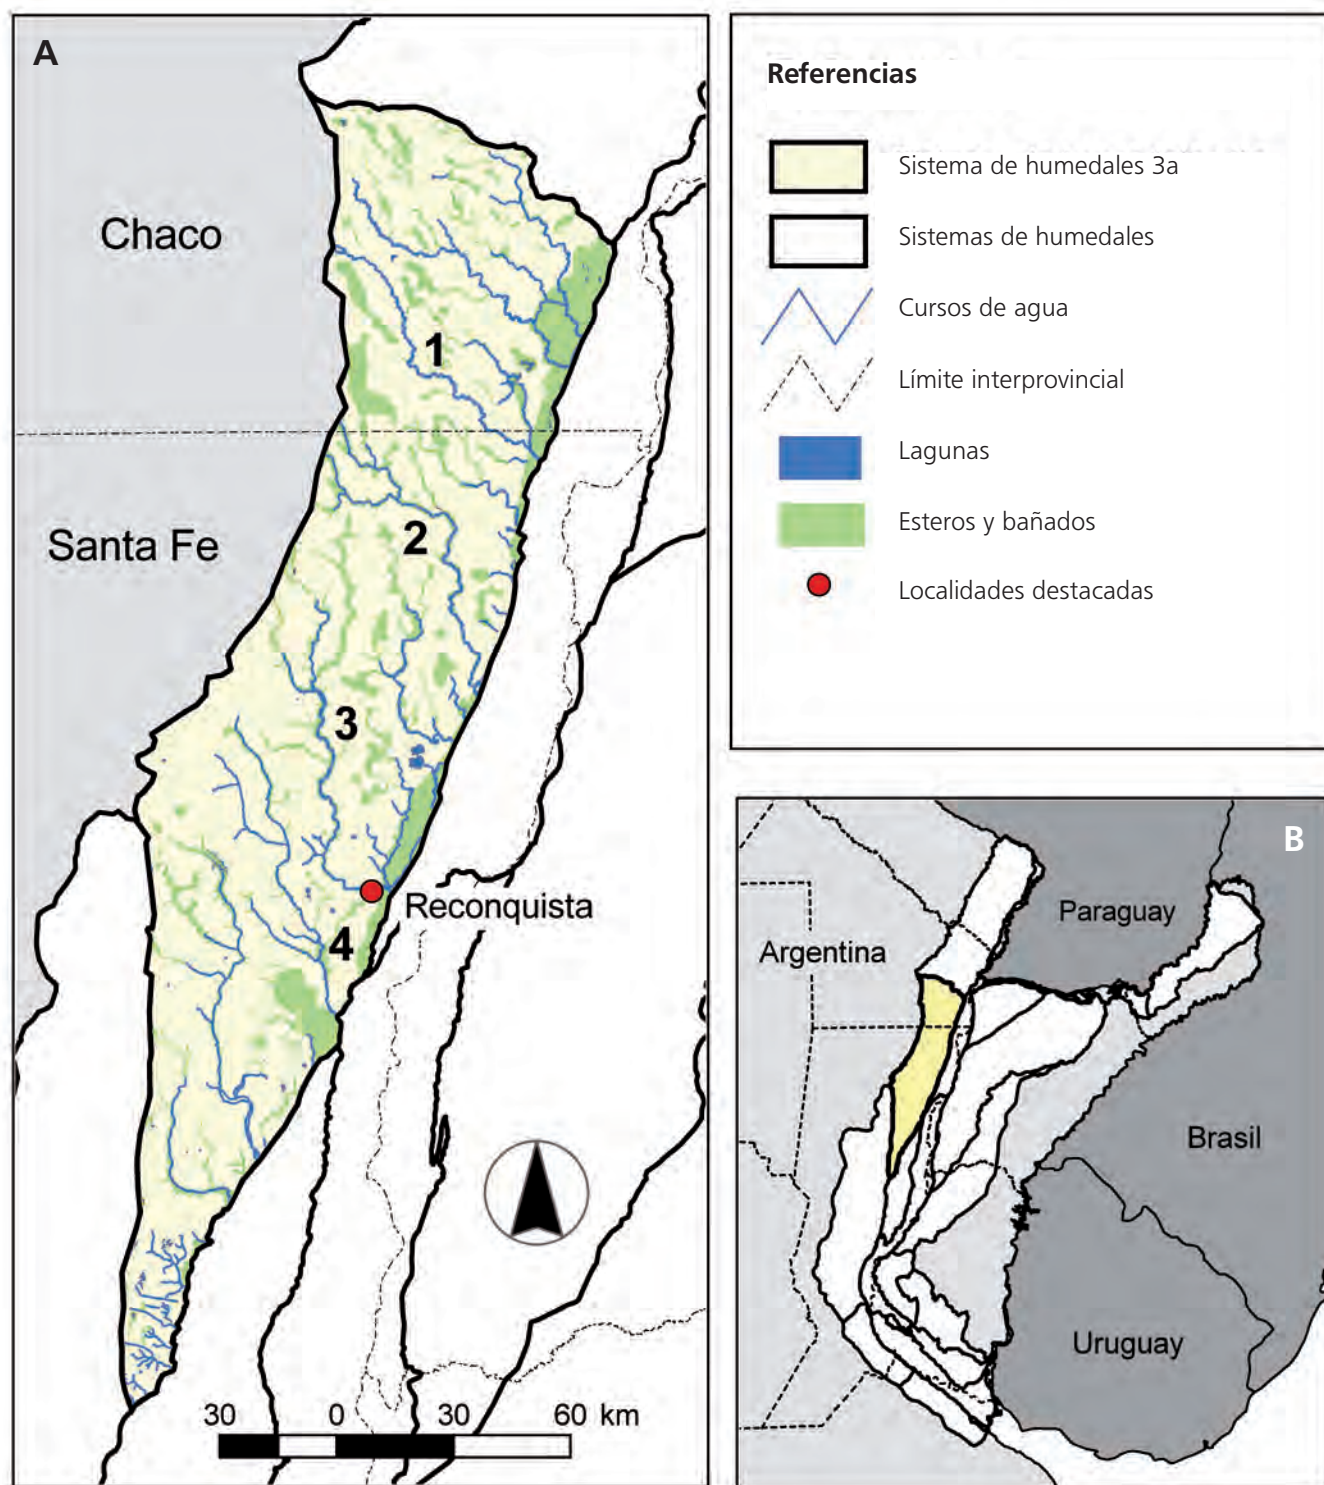 A
Chaco
Santa Fe
1
2
3
4
Reconquista
30 0 30 60 km
Referencias
Sistema de humedales 3a
Sistemas de humedales
Cursos de agua
Límite interprovincial
Lagunas
Esteros y bañados
Localidades destacadas
B
Paraguay
Argentina
Brasil
Uruguay